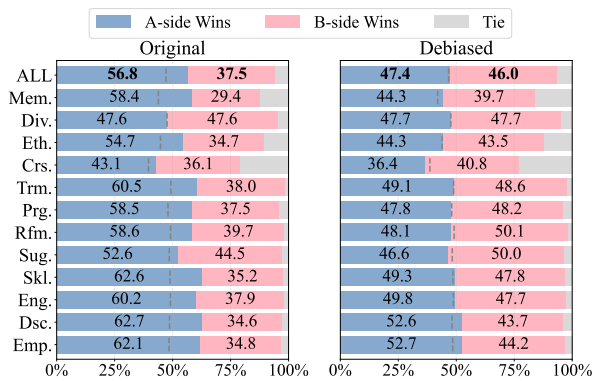 A-side Wins B-side Wins Tie
Original Debiased
ALL 56.8 37.5 47.4 46.0
Mem. 58.4 29.4 44.3 39.7
Div. 47.6 47.6 47.7 47.7
Eth. 54.7 34.7 44.3 43.5
Crs. 43.1 36.1 36.4 40.8
Trm. 60.5 38.0 49.1 48.6
Prg. 58.5 37.5 47.8 48.2
Rfm. 58.6 39.7 48.1 50.1
Sug. 52.6 44.5 46.6 50.0
Skl. 62.6 35.2 49.3 47.8
Eng. 60.2 37.9 49.8 47.7
Dsc. 62.7 34.6 52.6 43.7
Emp. 62.1 34.8 52.7 44.2
0% 25% 50% 75% 100% 0% 25% 50% 75% 100%